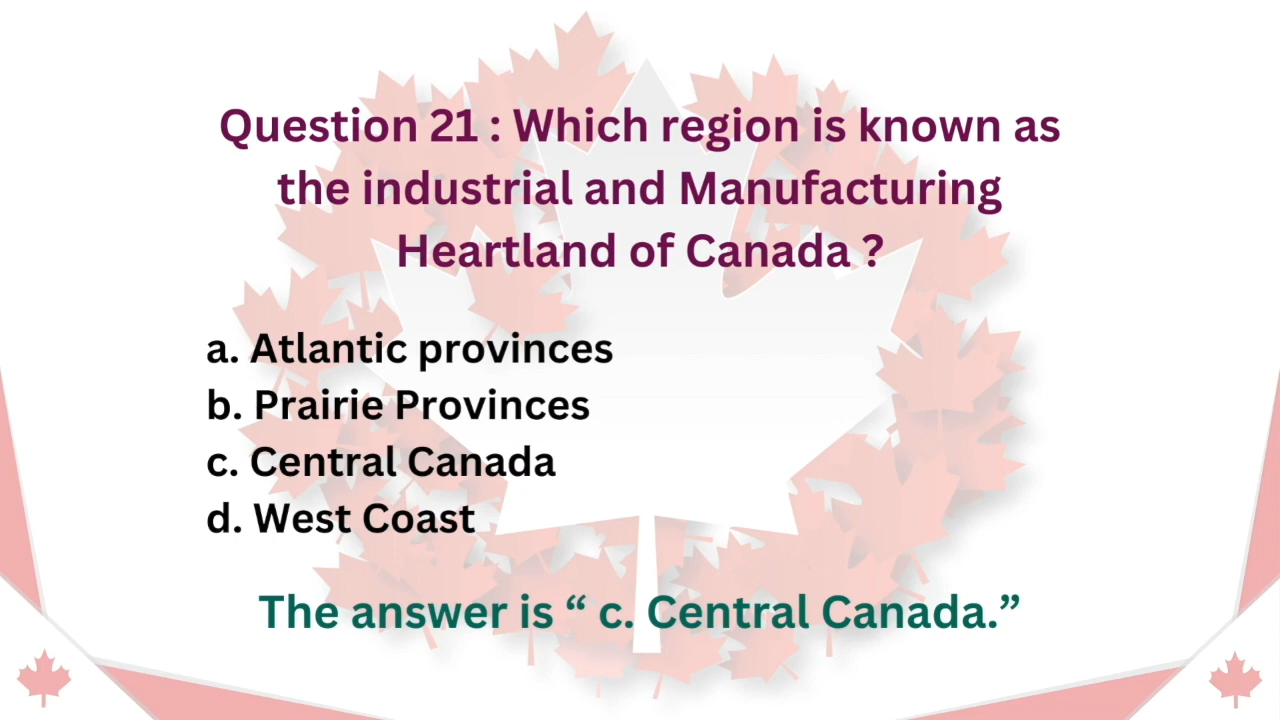 Question 21 : Which region is known as
the industrial and Manufacturing
Heartland of Canada ?
a. Atlantic provinces
b. Prairie Provinces
c. Central Canada
d. West Coast
The answer is “ c. Central Canada.”